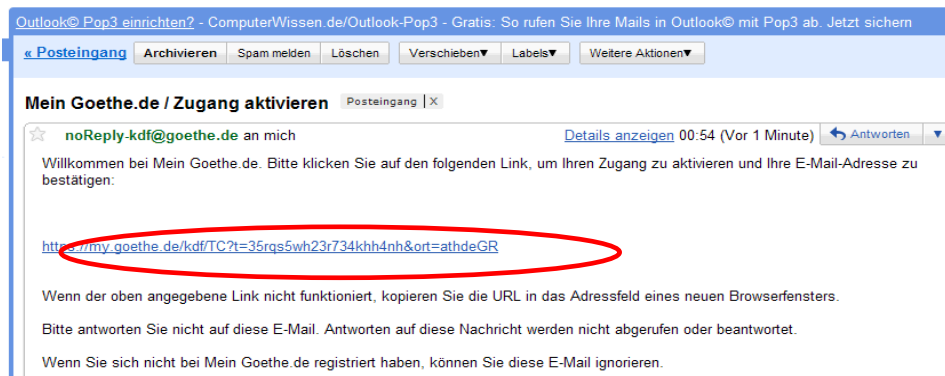 Outlook© Pop3 einrichten? - ComputerWissen.de/Outlook-Pop3 - Gratis: So rufen Sie Ihre Mails in Outlook© mit Pop3 ab. Jetzt sichern
« Posteingang Archivieren Spam melden Löschen Verschieben▼ Labels▼ Weitere Aktionen▼
Mein Goethe.de / Zugang aktivieren Posteingang | X
noReply-kdf@goethe.de an mich Details anzeigen 00:54 (Vor 1 Minute) Antworten ▼
Willkommen bei Mein Goethe.de. Bitte klicken Sie auf den folgenden Link, um Ihren Zugang zu aktivieren und Ihre E-Mail-Adresse zu
bestätigen:
https://my.goethe.de/kdf/TC?t=35rqs5wh23r734khh4nh&ort=athdeGR
Wenn der oben angegebene Link nicht funktioniert, kopieren Sie die URL in das Adressfeld eines neuen Browserfensters.
Bitte antworten Sie nicht auf diese E-Mail. Antworten auf diese Nachricht werden nicht abgerufen oder beantwortet.
Wenn Sie sich nicht bei Mein Goethe.de registriert haben, können Sie diese E-Mail ignorieren.